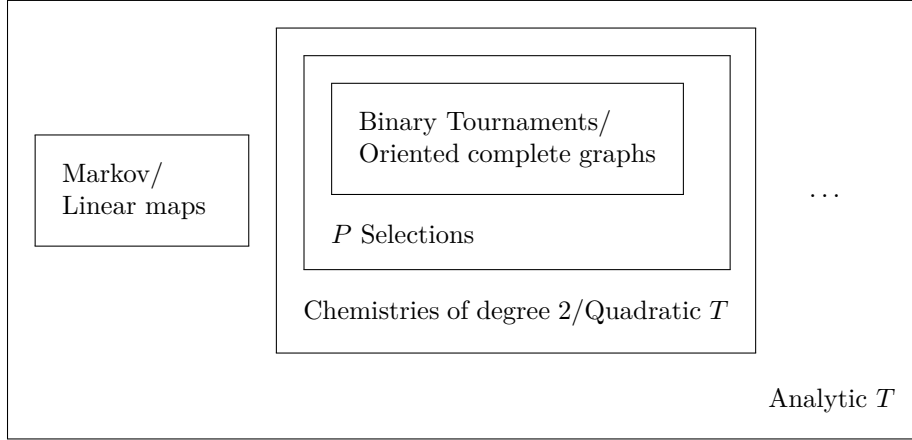 Binary Tournaments/
Oriented complete graphs
Markov/
Linear maps
...
P Selections
Chemistries of degree 2/Quadratic T
Analytic T